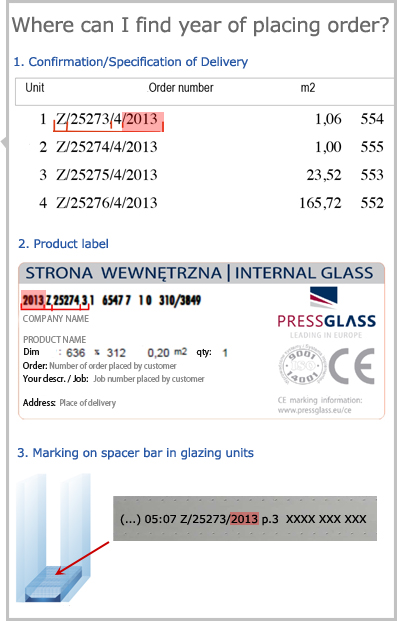 Where can I find year of placing order?
1. Confirmation/Specification of Delivery
Unit Order number m2
1 Z/25273/4/2013 1,06 554
2 Z/25274/4/2013 1,00 555
3 Z/25275/4/2013 23,52 553
4 Z/25276/4/2013 165,72 552
2. Product label
STRONA WEWNĘTRZNA | INTERNAL GLASS
2013 Z 25274,3,1 6547 7 1 0 310/3849
COMPANY NAME
PRESSGLASS
LEADING IN EUROPE
PRODUCT NAME
Dim : 636 x 312 0,20 m2 qty: 1
Order: Number of order placed by customer
Your descr. / Job: Job number placed by customer
Address: Place of delivery
9001
ISO
14001
CE
CE marking information:
www.pressglass.eu/ce
3. Marking on spacer bar in glazing units
(...) 05:07 Z/25273/2013 p.3 XXXX XXX XXX